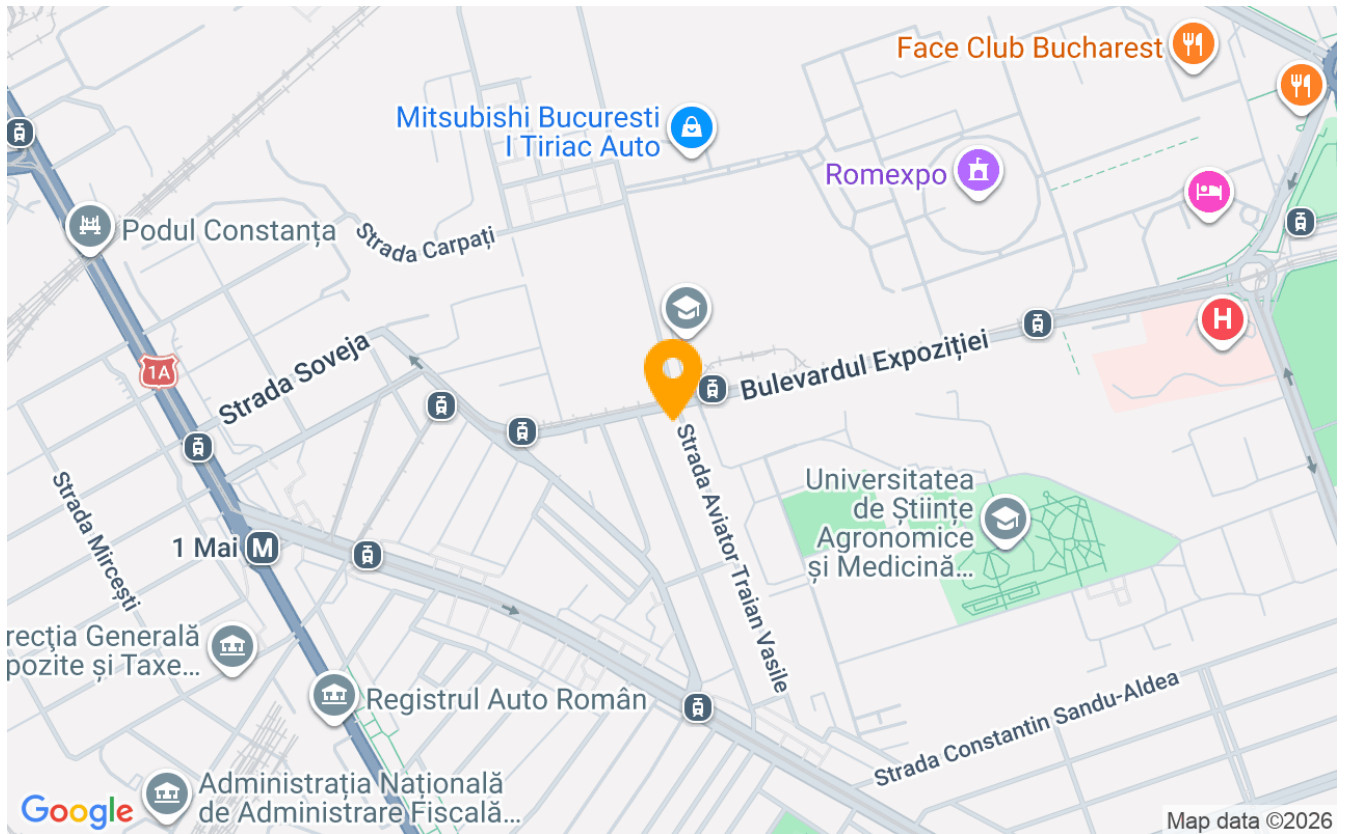 Face Club Bucharest
Mitsubishi Bucuresti
I Tiriac Auto
Romexpo
Podul Constanța
Strada Carpați
H
Bulevardul Expoziției
1A
Strada Soveja
Strada Aviator Traian Vasile
Universitatea
de Științe
Agronomice
și Medicină...
Strada Mircești
1 Mai M
recţia Generală
pozite și Taxe...
Registrul Auto Român
Strada Constantin Sandu-Aldea
Administrația Națională
de Administrare Fiscală...
Google
Map data ©2026